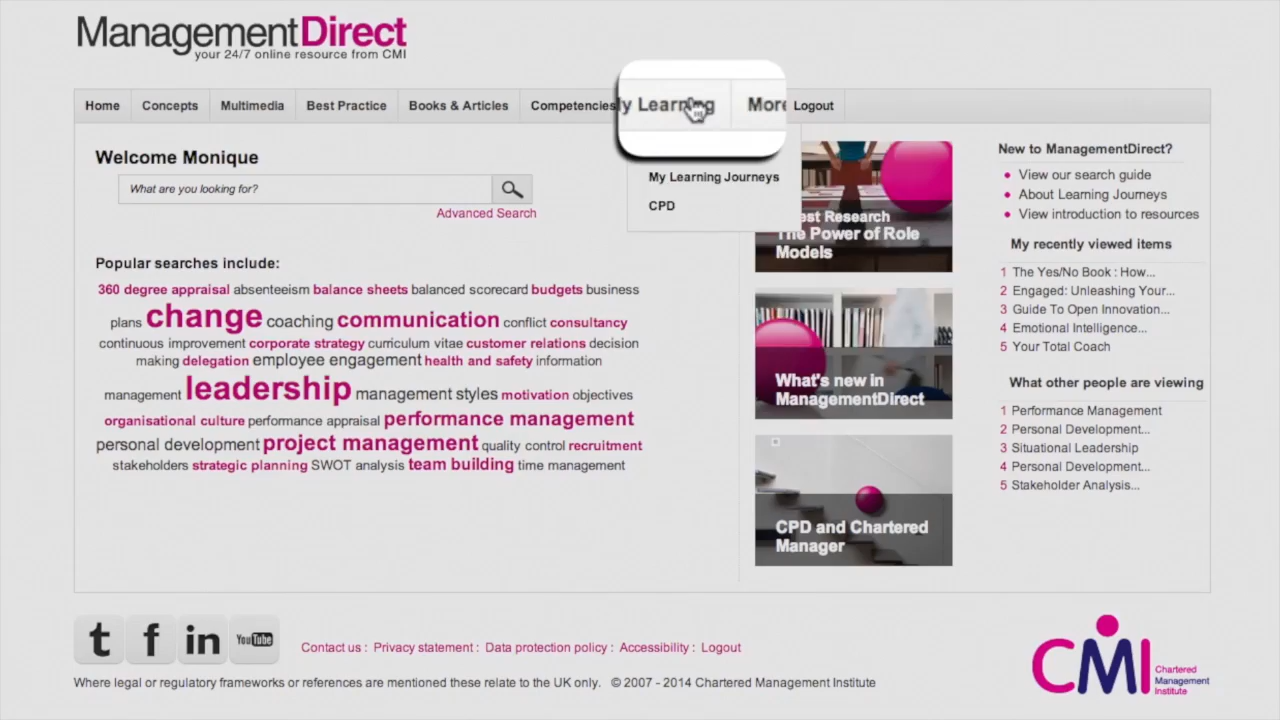 ManagementDirect
your 24/7 online resource from CMI
Home Concepts Multimedia Best Practice Books & Articles Competencies Learning More Logout
My Learning Journeys
CPD
Welcome Monique
What are you looking for?
Advanced Search
Popular searches include:
360 degree appraisal absenteeism balance sheets balanced scorecard budgets business
plans change coaching communication conflict consultancy
continuous improvement corporate strategy curriculum vitae customer relations decision
making delegation employee engagement health and safety information
management leadership management styles motivation objectives
organisational culture performance appraisal performance management
personal development project management quality control recruitment
stakeholders strategic planning SWOT analysis team building time management
Research
The Power of Role
Models
What's new in
ManagementDirect
CPD and Chartered
Manager
New to ManagementDirect?
View our search guide
About Learning Journeys
View introduction to resources
My recently viewed items
1 The Yes/No Book : How...
2 Engaged: Unleashing Your...
3 Guide To Open Innovation...
4 Emotional Intelligence...
5 Your Total Coach
What other people are viewing
1 Performance Management
2 Personal Development...
3 Situational Leadership
4 Personal Development...
5 Stakeholder Analysis...
t f in YouTube
Contact us : Privacy statement : Data protection policy : Accessibility : Logout
Where legal or regulatory frameworks or references are mentioned these relate to the UK only. © 2007 - 2014 Chartered Management Institute
CMI
Chartered
Management
Institute